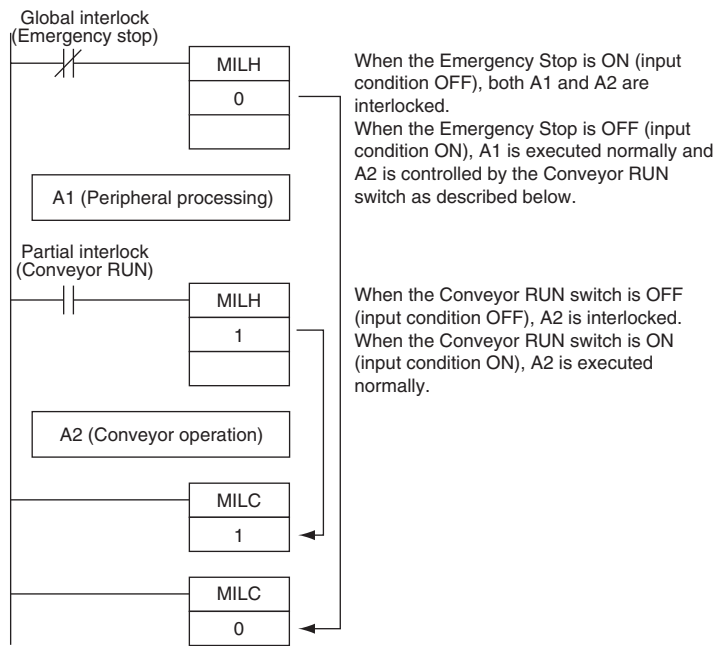 Global interlock
(Emergency stop)
MILH
0
When the Emergency Stop is ON (input
condition OFF), both A1 and A2 are
interlocked.
When the Emergency Stop is OFF (input
condition ON), A1 is executed normally and
A2 is controlled by the Conveyor RUN
switch as described below.
A1 (Peripheral processing)
Partial interlock
(Conveyor RUN)
MILH
1
When the Conveyor RUN switch is OFF
(input condition OFF), A2 is interlocked.
When the Conveyor RUN switch is ON
(input condition ON), A2 is executed
normally.
A2 (Conveyor operation)
MILC
1
MILC
0